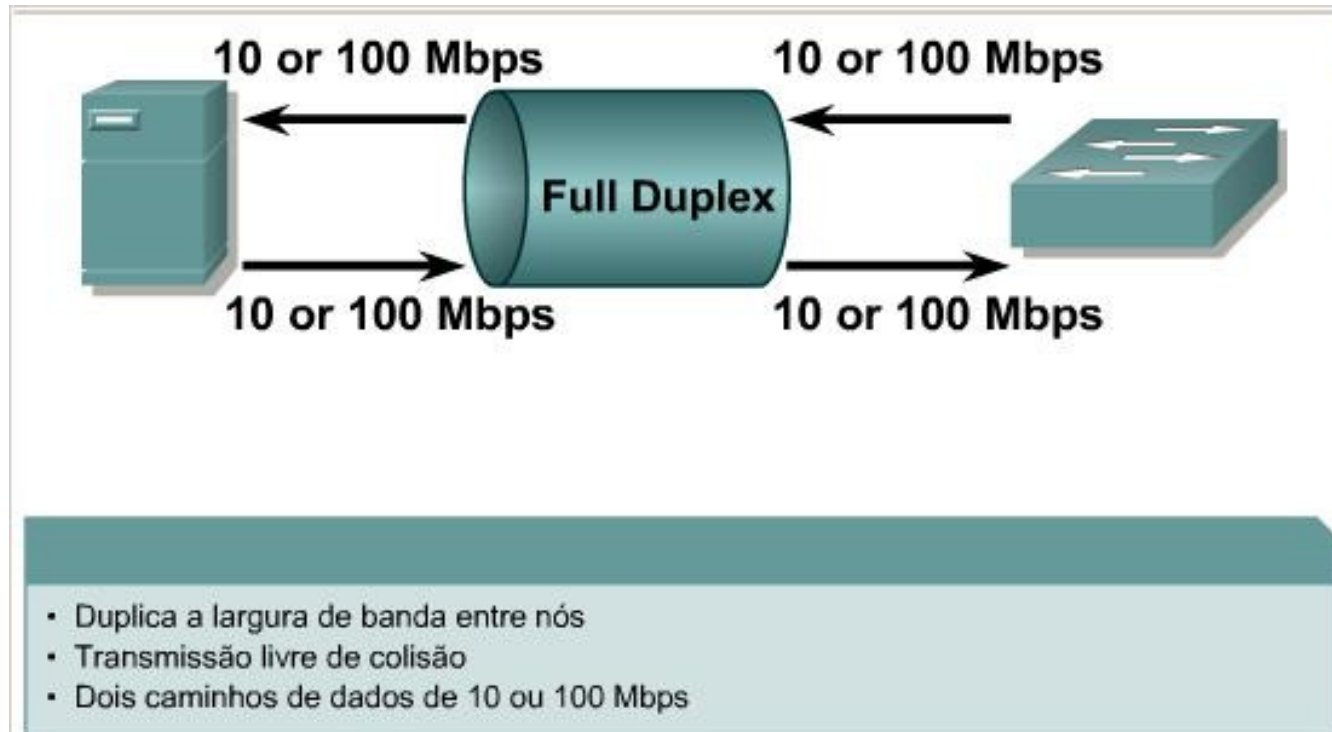 10 or 100 Mbps 10 or 100 Mbps
Full Duplex
10 or 100 Mbps 10 or 100 Mbps
• Duplica a largura de banda entre nós
• Transmissão livre de colisão
• Dois caminhos de dados de 10 ou 100 Mbps